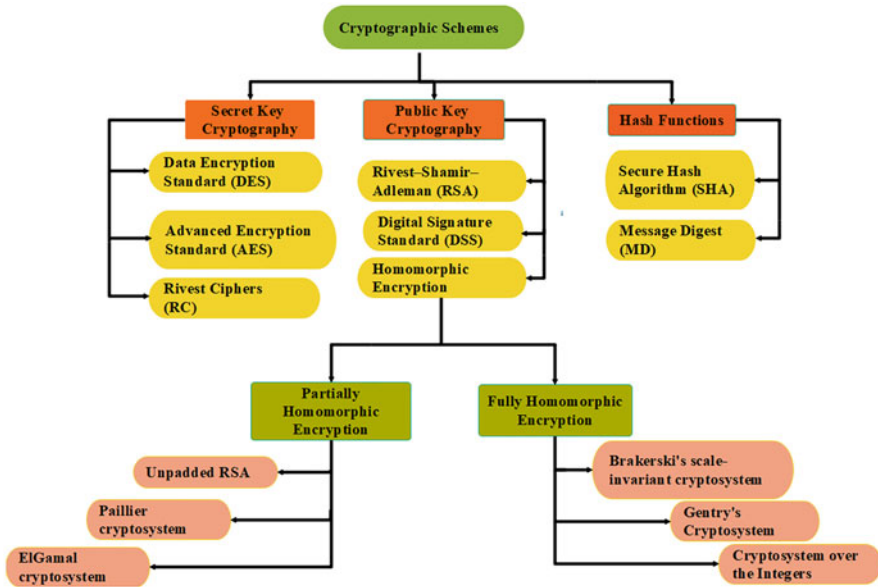 Cryptographic Schemes
Secret Key
Cryptography
Public Key
Cryptography
Hash Functions
Data Encryption
Standard (DES)
Advanced Encryption
Standard (AES)
Rivest Ciphers
(RC)
Rivest–Shamir–
Adleman (RSA)
Digital Signature
Standard (DSS)
Homomorphic
Encryption
Secure Hash
Algorithm (SHA)
Message Digest
(MD)
Partially
Homomorphic
Encryption
Fully Homomorphic
Encryption
Unpadded RSA
Paillier
cryptosystem
ElGamal
cryptosystem
Brakerski's scale-
invariant cryptosystem
Gentry's
Cryptosystem
Cryptosystem over
the Integers